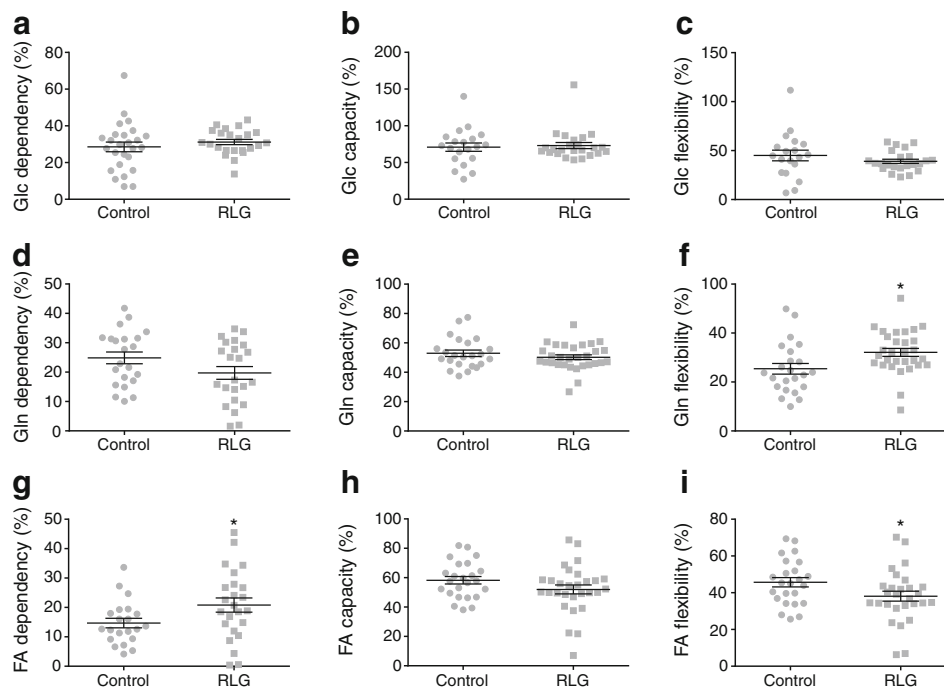 a b c
Glc dependency (%) 80 60 40 20 0 Control RLG
Glc capacity (%) 200 150 100 50 0 Control RLG
Glc flexibility (%) 150 100 50 0 Control RLG
d e f
Gln dependency (%) 50 40 30 20 10 0 Control RLG
Gln capacity (%) 100 80 60 40 20 0 Control RLG
Gln flexibility (%) 60 40 20 0 * Control RLG
g h i
FA dependency (%) 50 40 30 20 10 0 * Control RLG
FA capacity (%) 100 80 60 40 20 0 Control RLG
FA flexibility (%) 80 60 40 20 0 * Control RLG